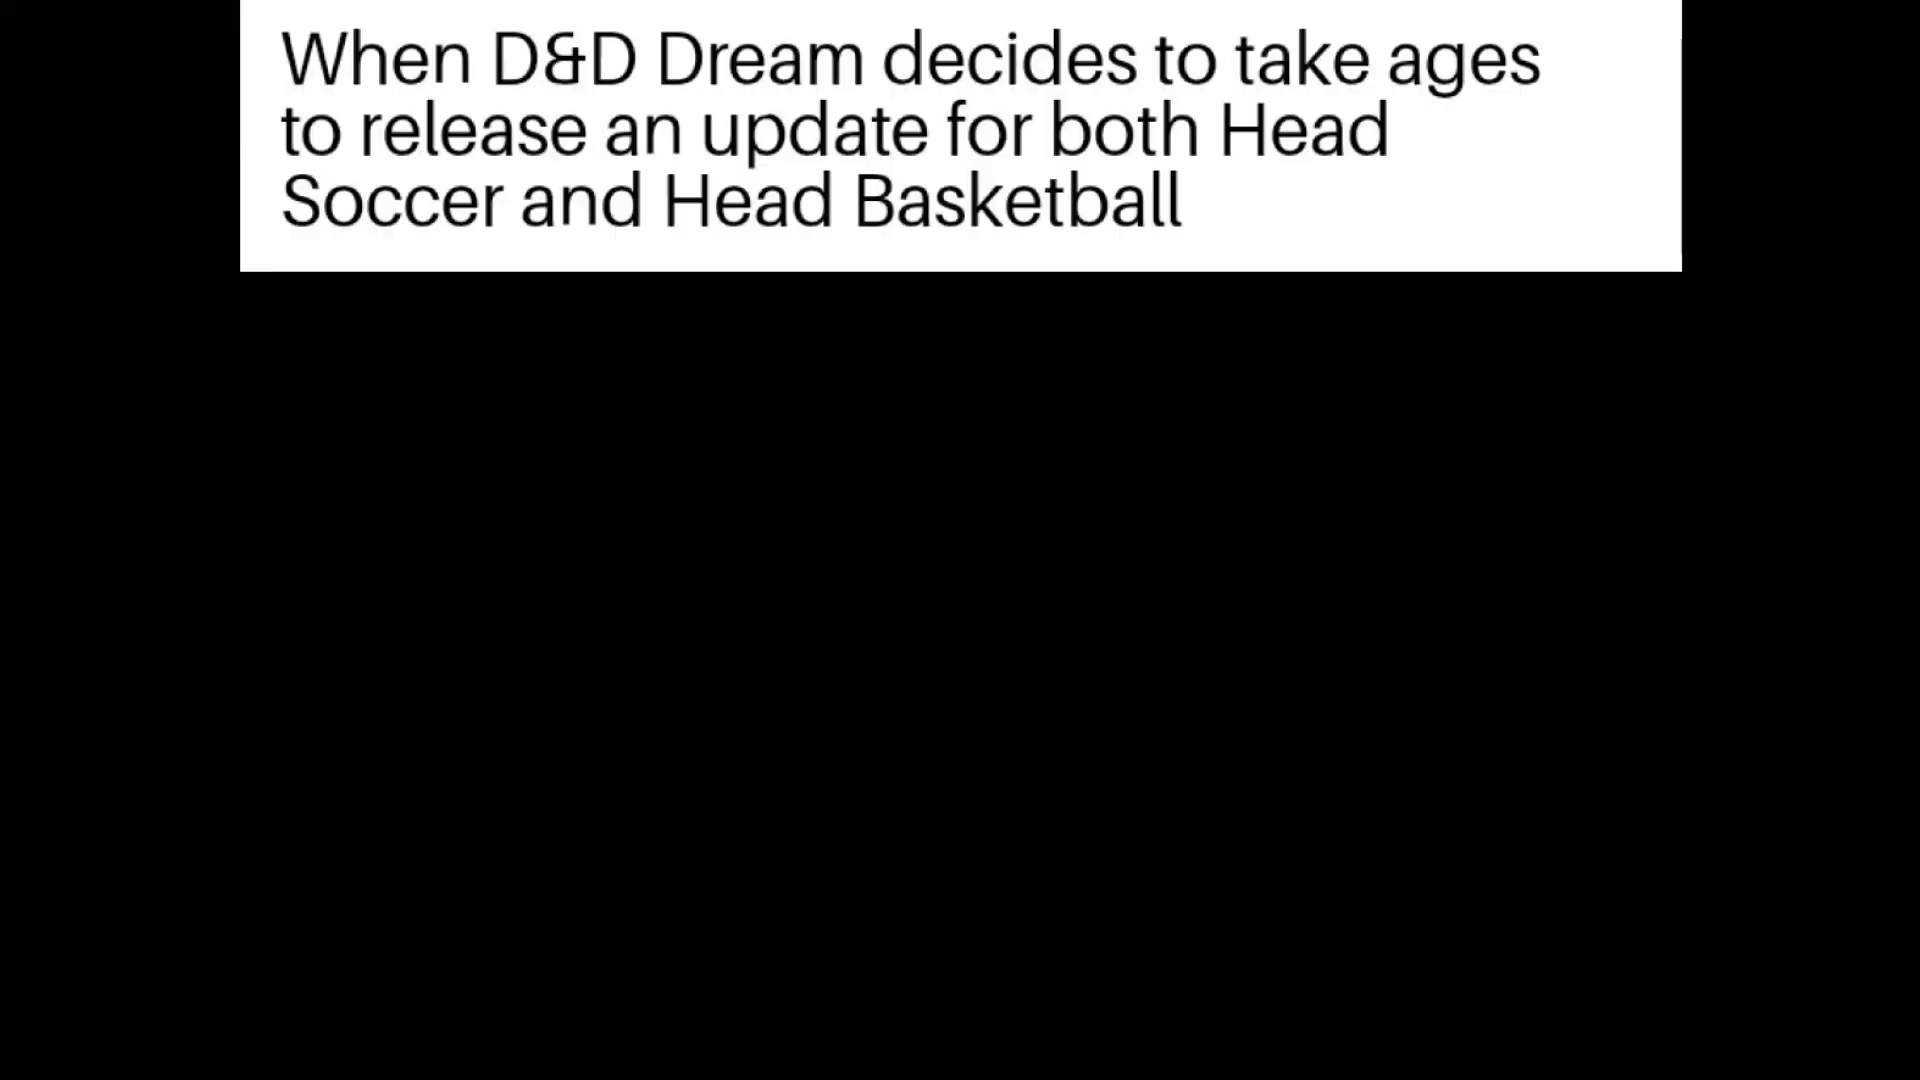 When D&D Dream decides to take ages
to release an update for both Head
Soccer and Head Basketball